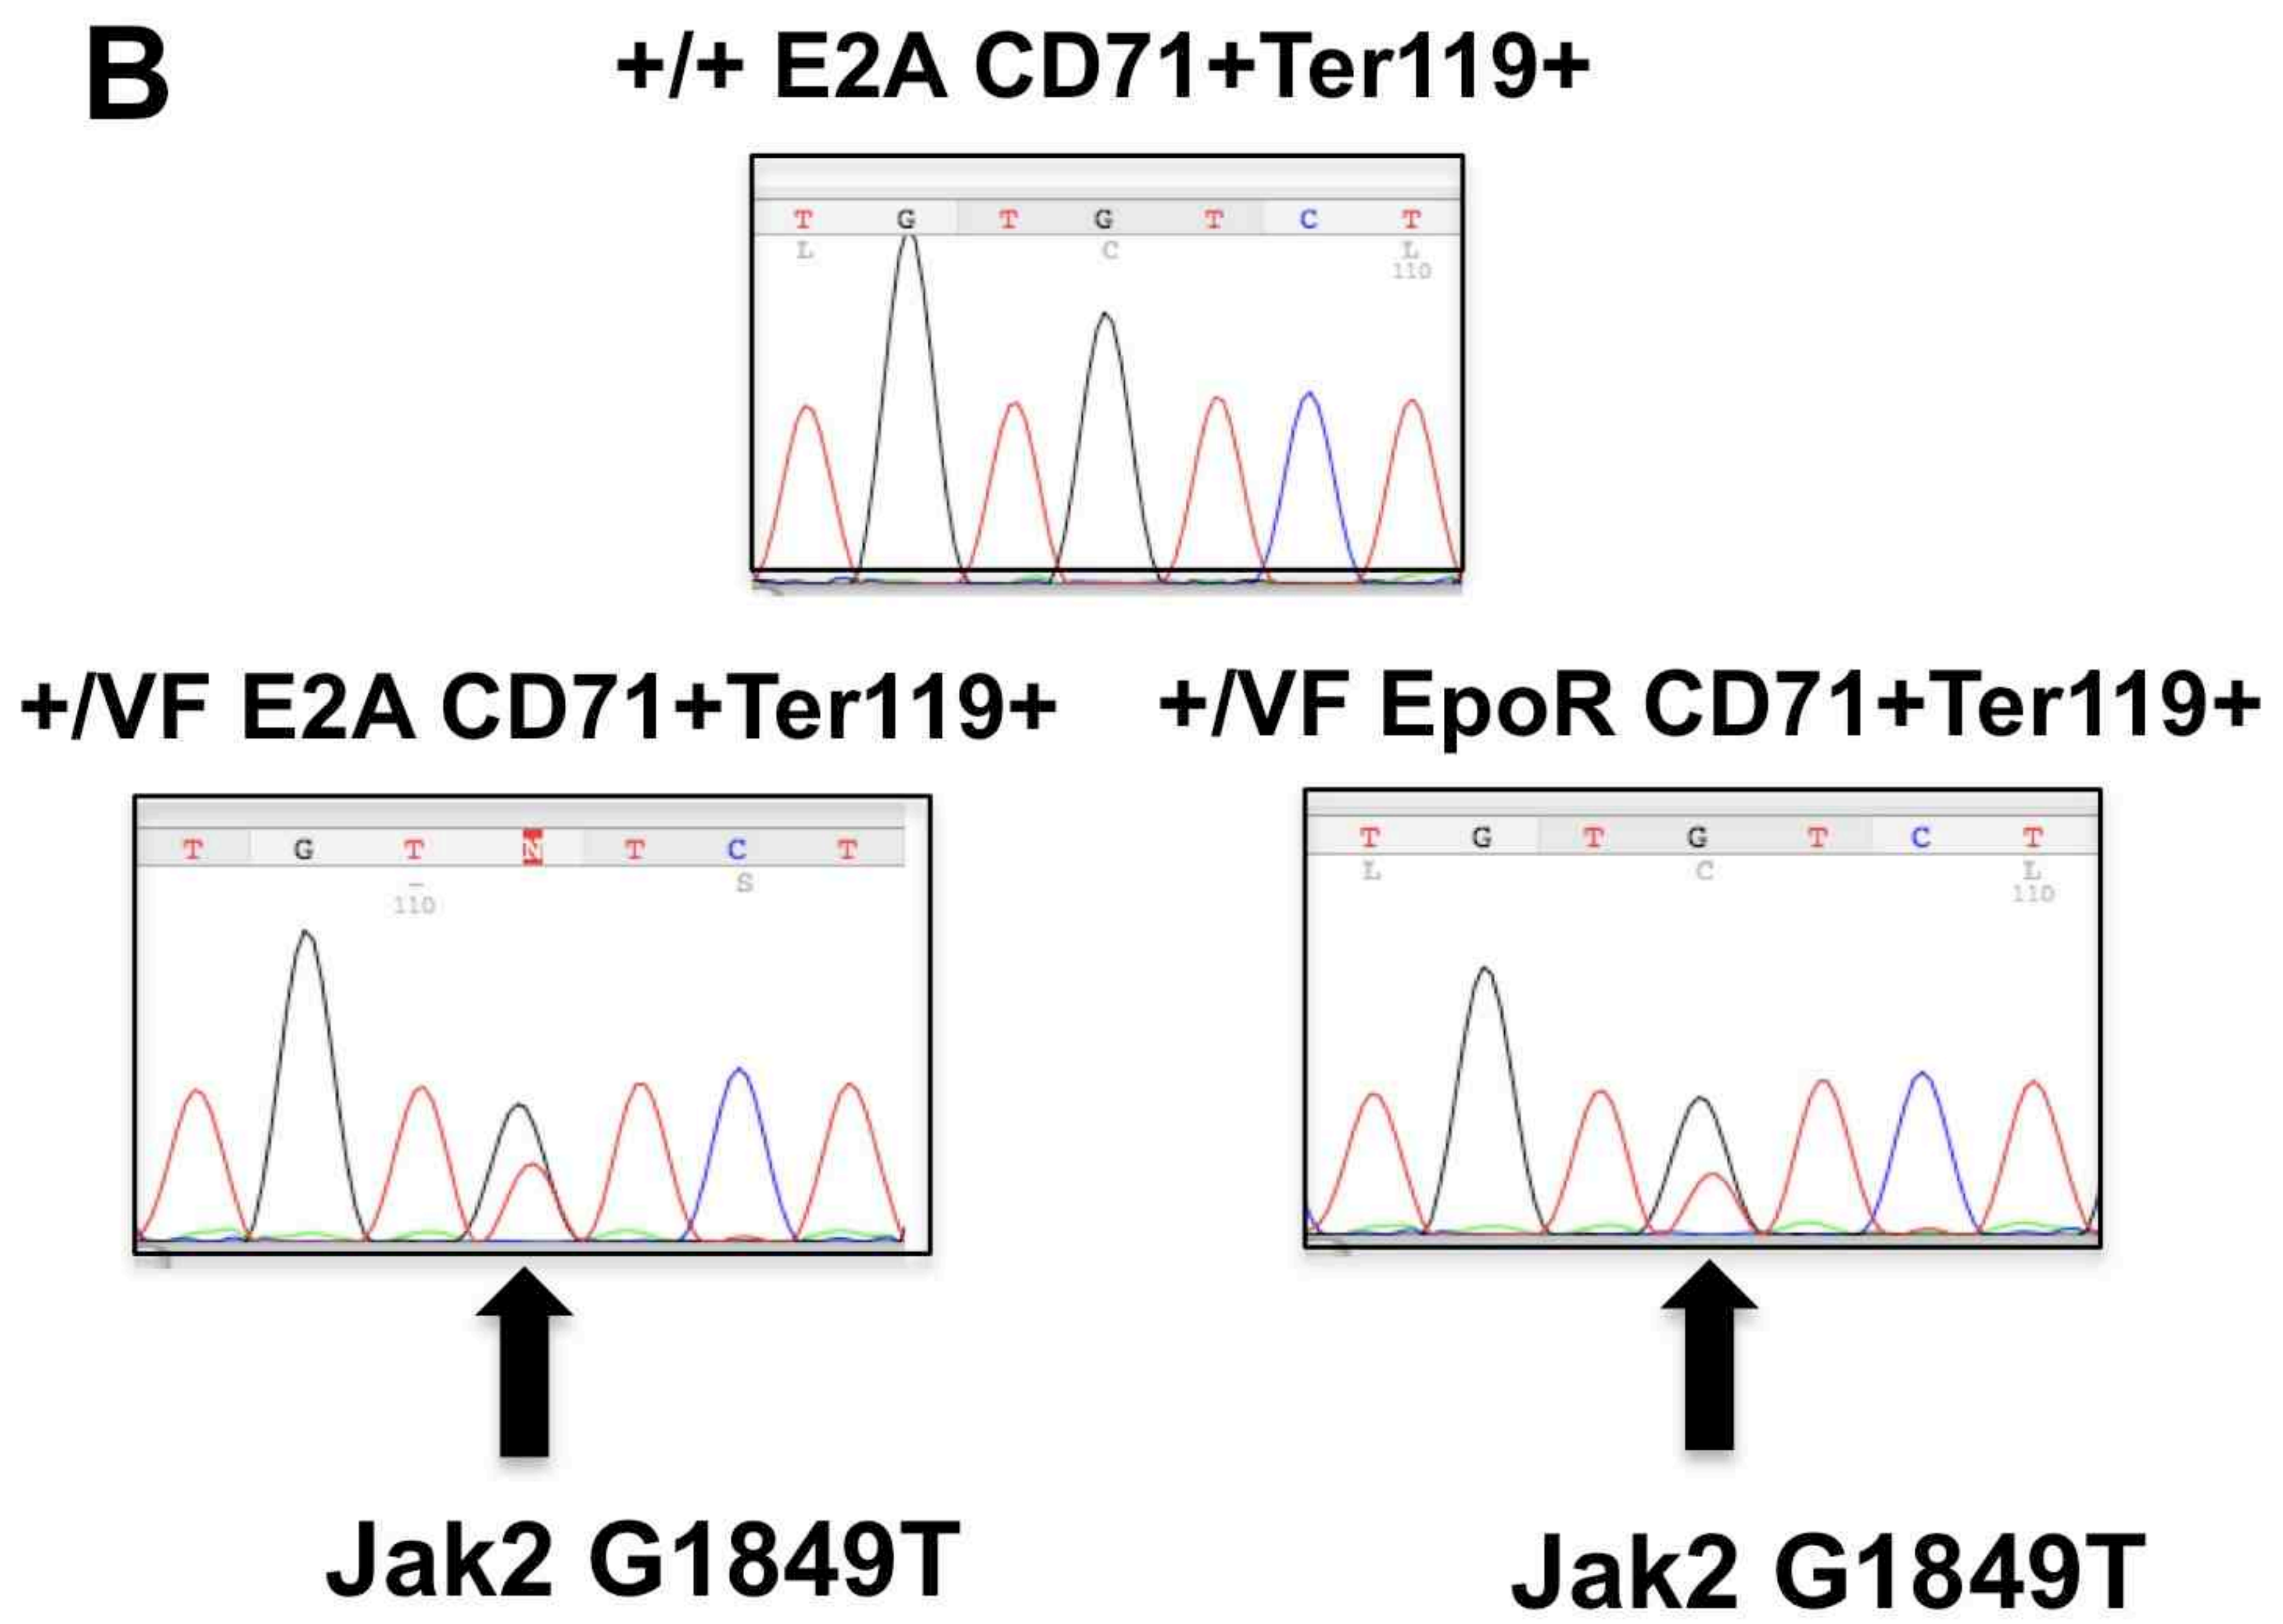 B
+/+ E2A CD71+Ter119+
T G T G T C T
L C L
110
+/VF E2A CD71+Ter119+
T G T N T C T
– S
110
Jak2 G1849T
+/VF EpoR CD71+Ter119+
T G T G T C T
L C L
110
Jak2 G1849T